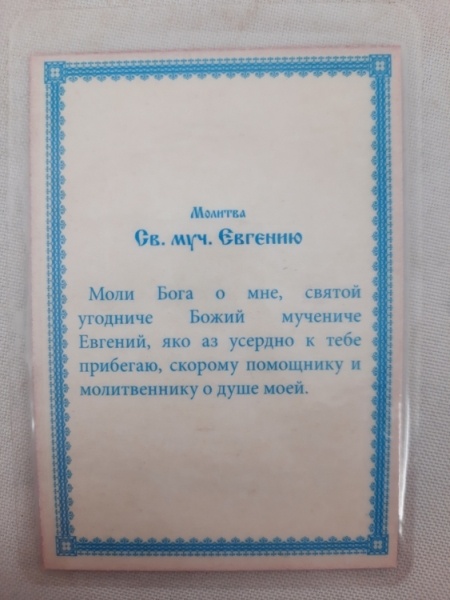 Молитва
Св. муч. Евгению
Моли Бога о мне, святой
угодниче Божий мучениче
Евгений, яко аз усердно к тебе
прибегаю, скорому помощнику и
молитвеннику о душе моей.